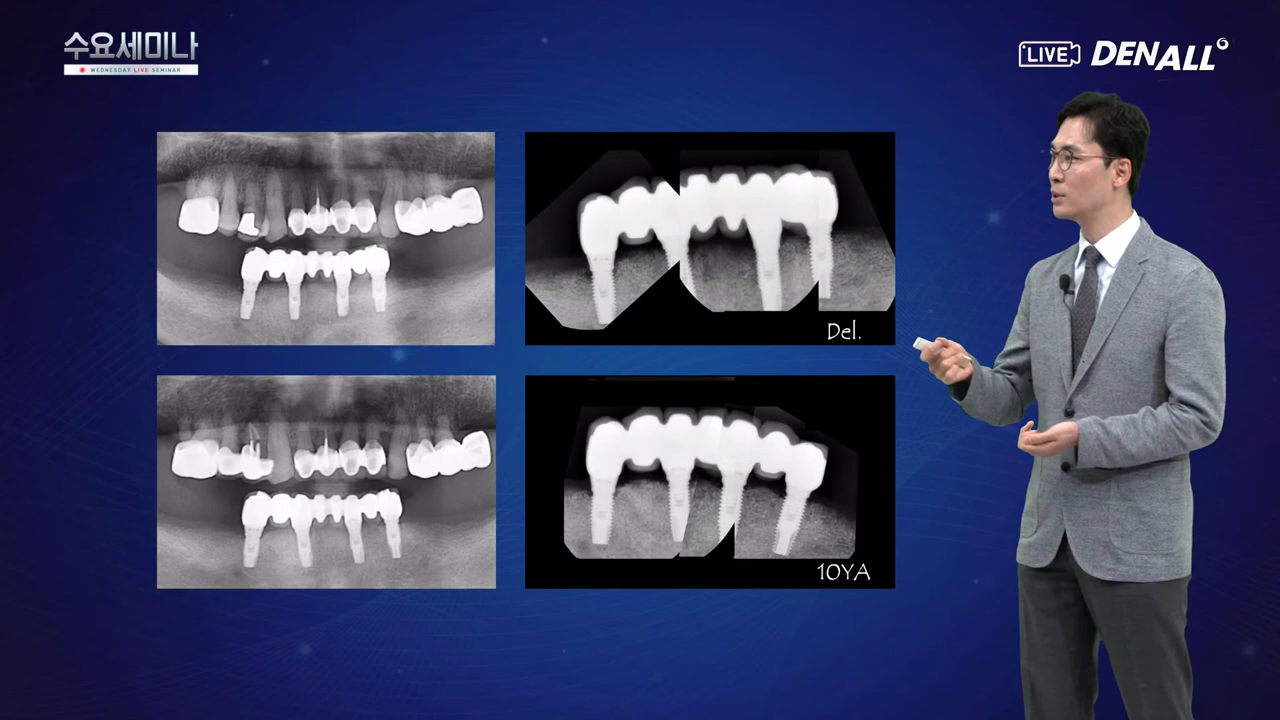 수요세미나
WEDNESDAY LIVE SEMINAR
LIVE DENALL
Del.
10YA